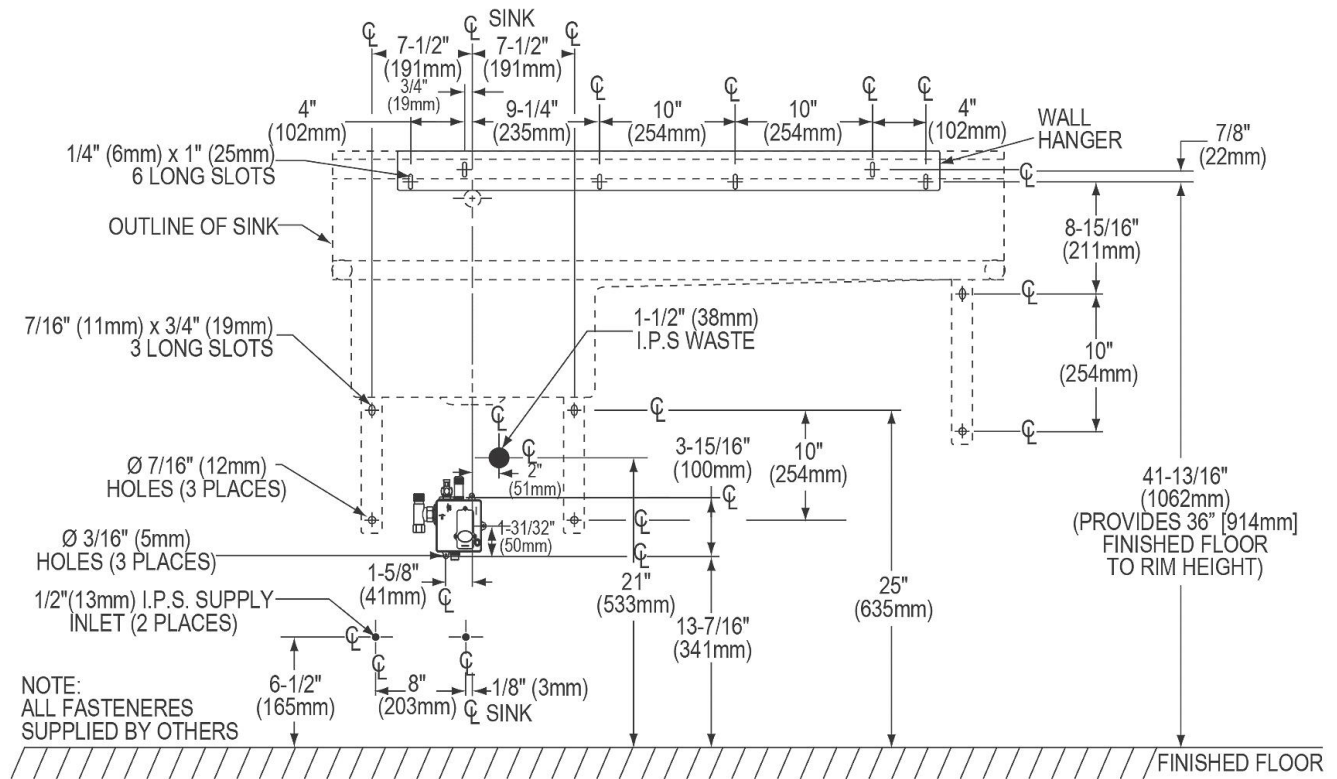 ℄ SINK
℄
7-1/2"
(191mm)
7-1/2"
(191mm)
3/4"
(19mm)
℄
℄
℄
℄
4"
(102mm)
9-1/4"
(235mm)
10"
(254mm)
10"
(254mm)
4"
(102mm)
WALL
HANGER
7/8"
(22mm)
℄
1/4" (6mm) x 1" (25mm)
6 LONG SLOTS
OUTLINE OF SINK
8-15/16"
(211mm)
℄
7/16" (11mm) x 3/4" (19mm)
3 LONG SLOTS
1-1/2" (38mm)
I.P.S WASTE
10"
(254mm)
℄
℄
℄
℄
2"
(51mm)
3-15/16"
(100mm)
10"
(254mm)
℄
41-13/16"
(1062mm)
(PROVIDES 36” [914mm]
FINISHED FLOOR
TO RIM HEIGHT)
Ø 7/16" (12mm)
HOLES (3 PLACES)
℄
1-31/32"
(50mm)
℄
Ø 3/16" (5mm)
HOLES (3 PLACES)
1-5/8"
(41mm)
℄
21"
(533mm)
25"
(635mm)
1/2"(13mm) I.P.S. SUPPLY
INLET (2 PLACES)
℄
℄
℄
13-7/16"
(341mm)
6-1/2"
(165mm)
8"
(203mm)
1/8" (3mm)
℄ SINK
NOTE:
ALL FASTENERES
SUPPLIED BY OTHERS
FINISHED FLOOR